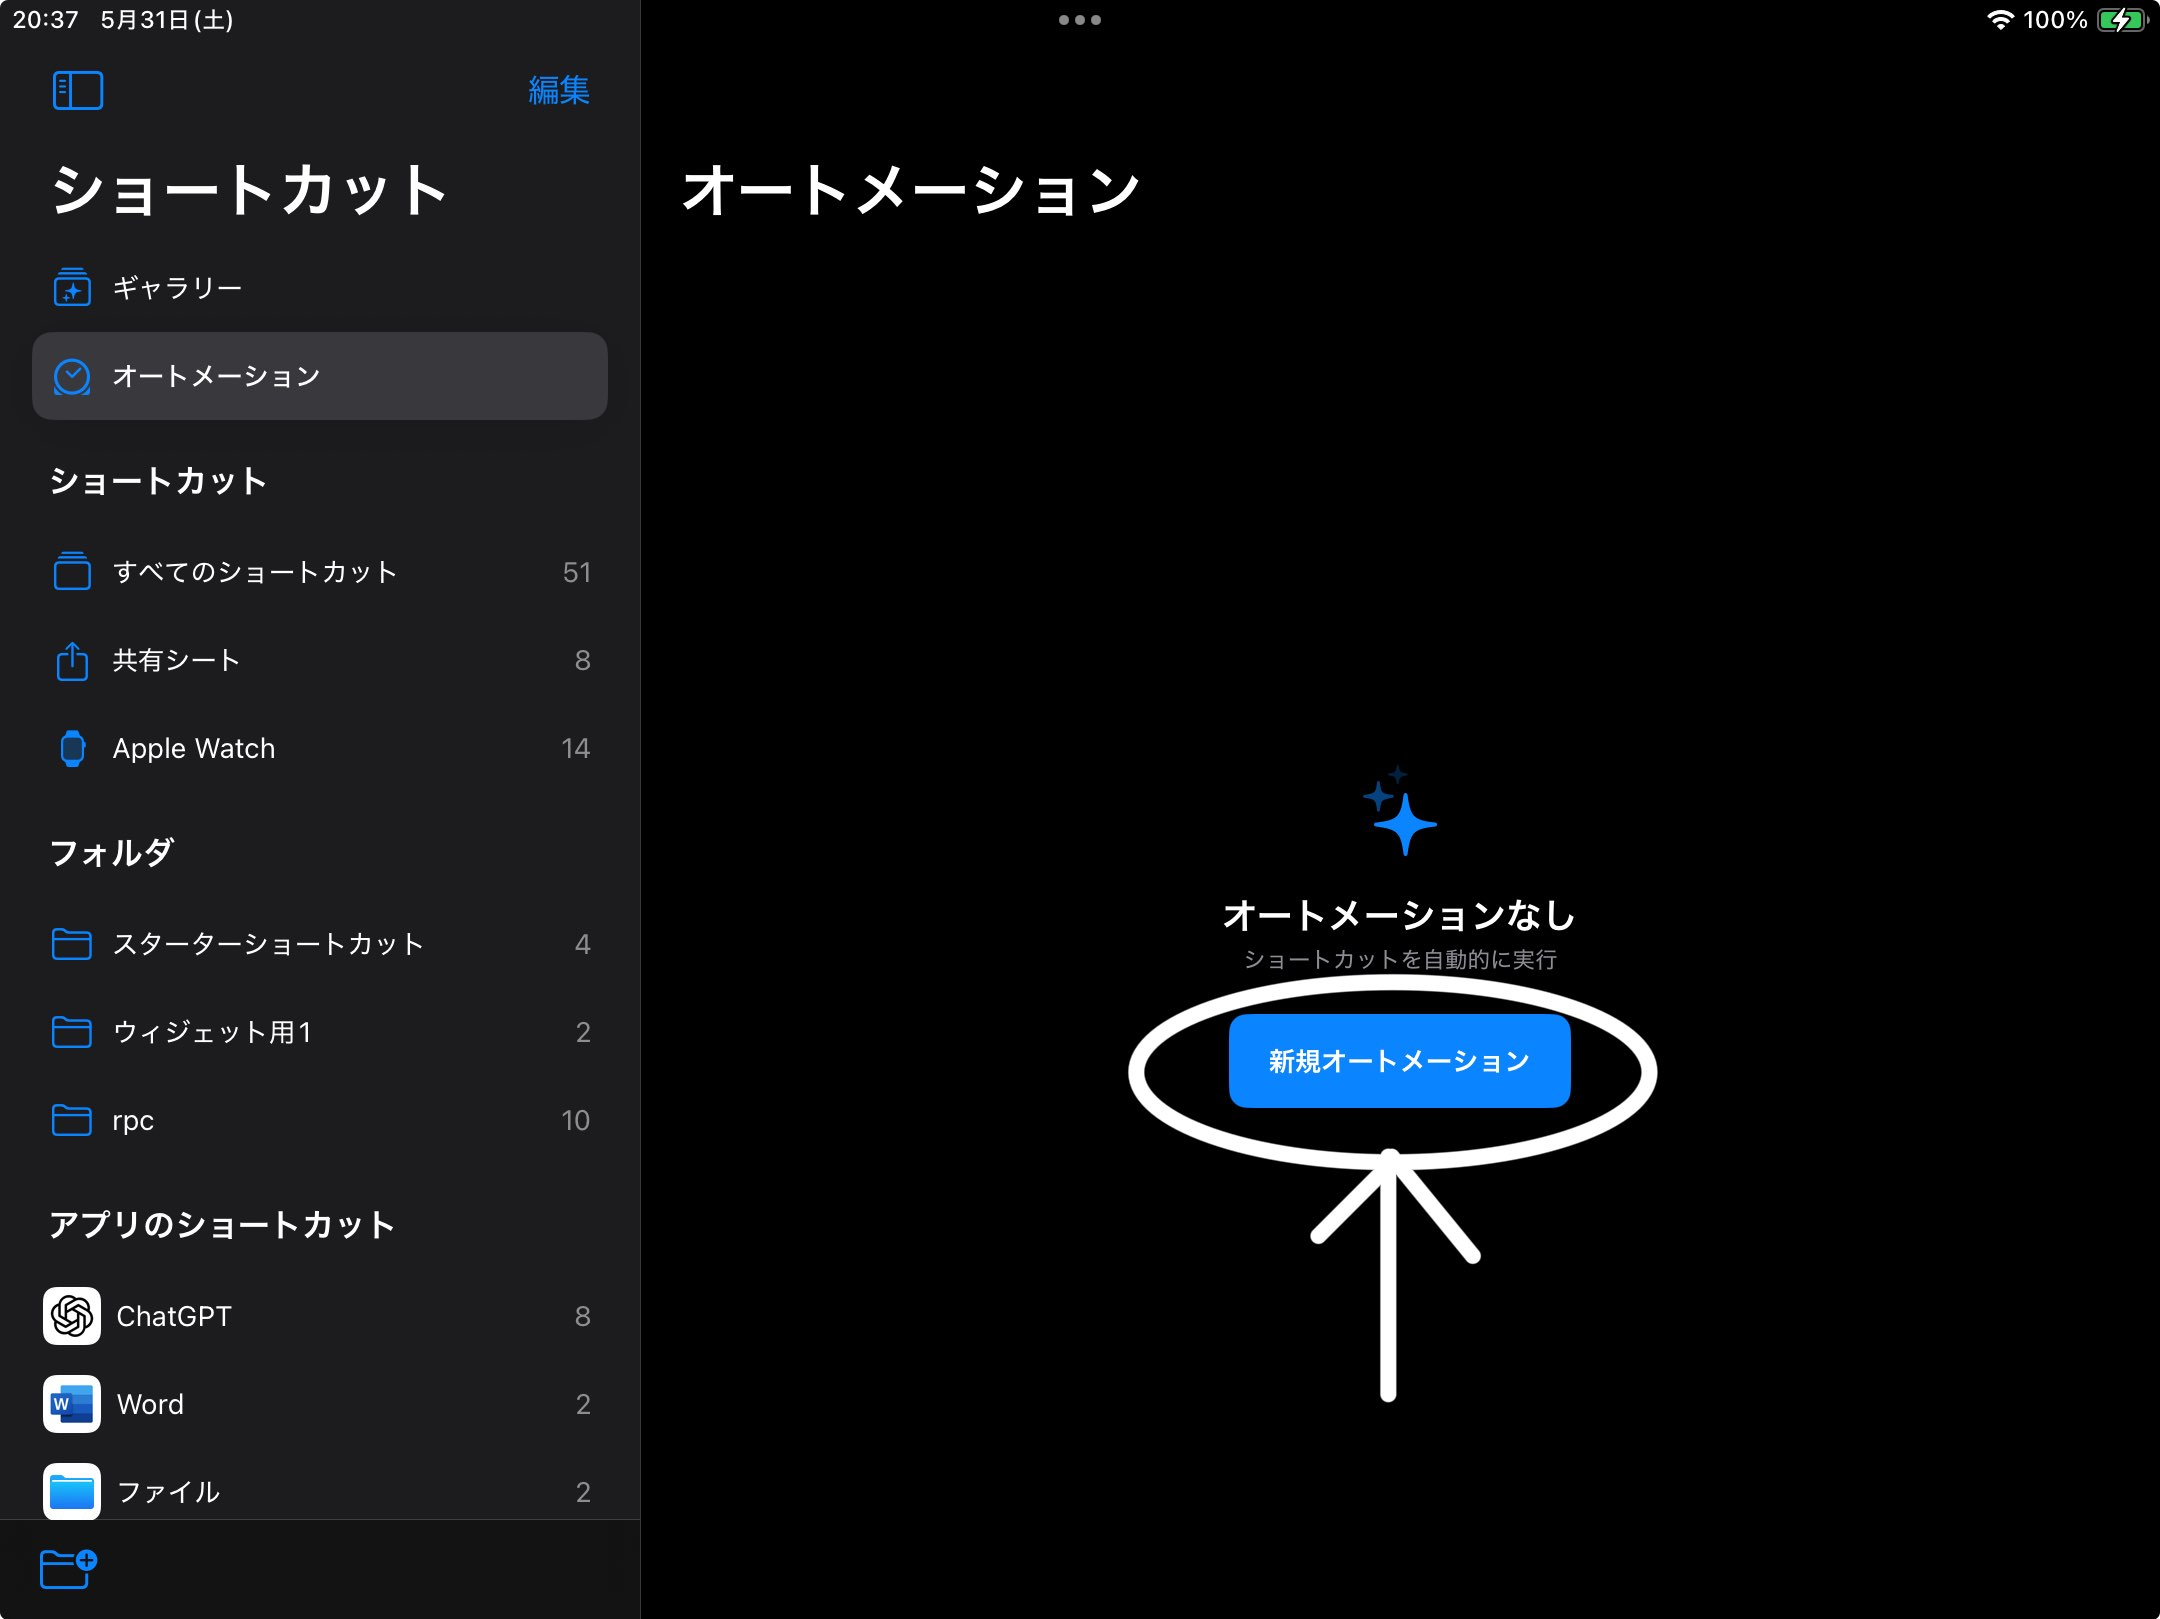 20:37 5月31日(土)
100%
編集
ショートカット
ギャラリー
オートメーション
ショートカット
すべてのショートカット 51
共有シート 8
Apple Watch 14
フォルダ
スターターショートカット 4
ウィジェット用1 2
rpc 10
アプリのショートカット
ChatGPT 8
W
Word 2
ファイル 2
オートメーション
オートメーションなし
ショートカットを自動的に実行
新規オートメーション